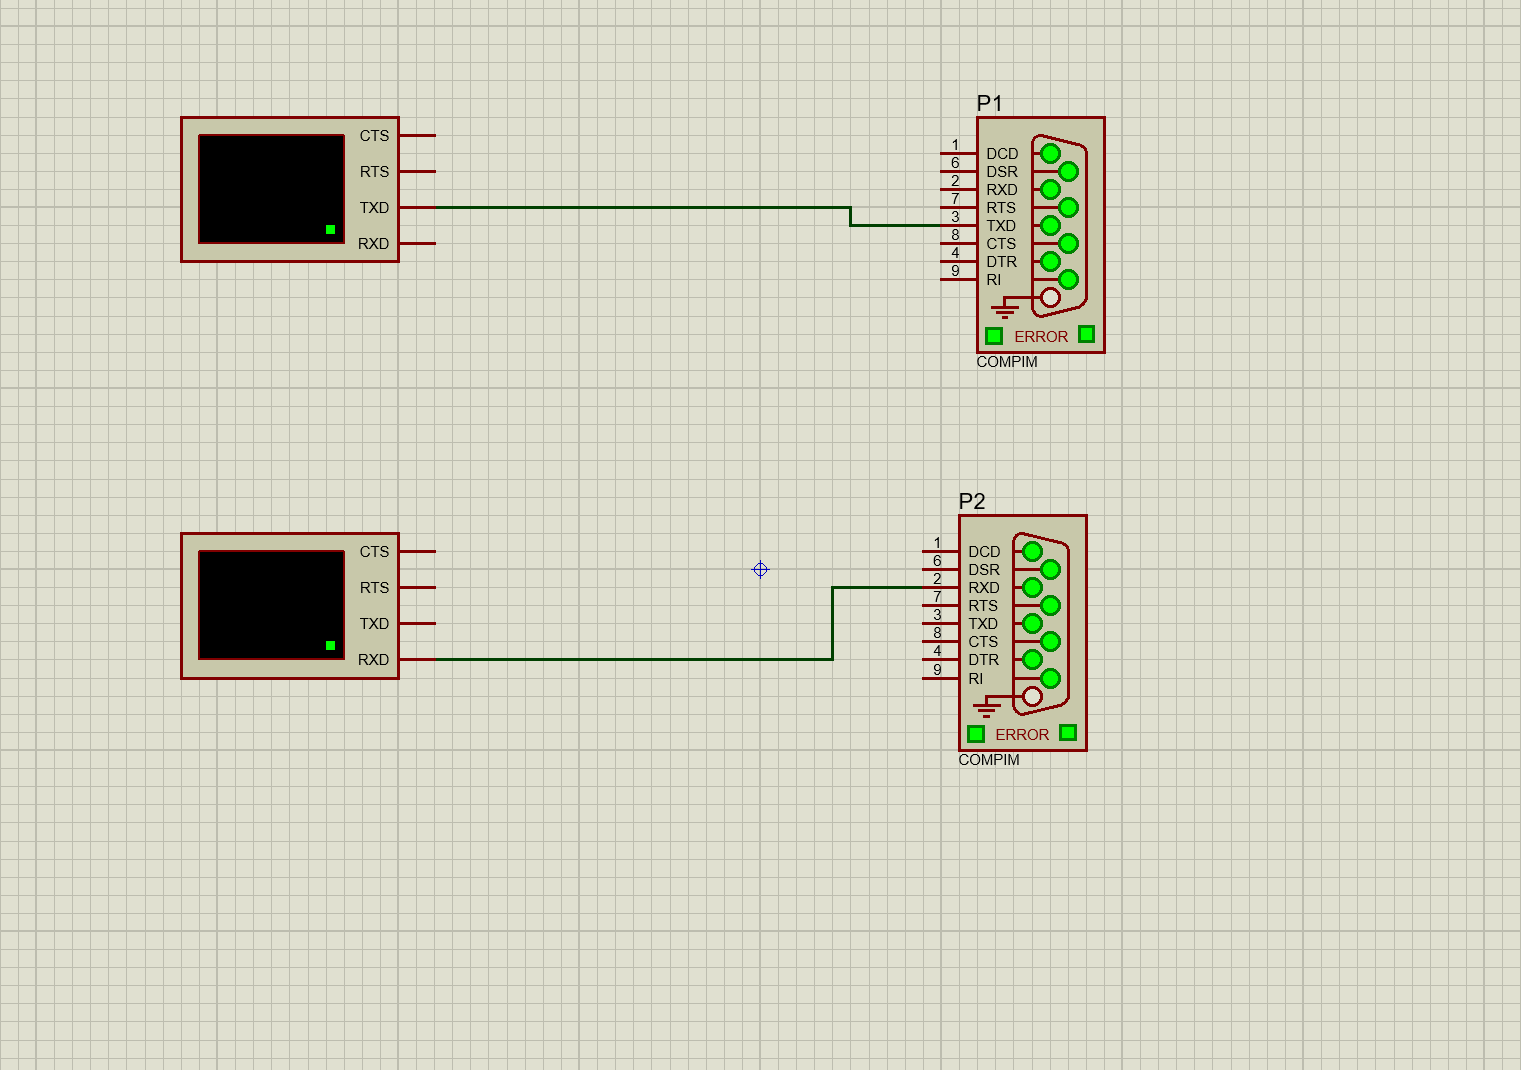 P1
CTS
RTS
TXD
RXD
1 DCD
6 DSR
2 RXD
7 RTS
3 TXD
8 CTS
4 DTR
9 RI
ERROR
COMPIM
P2
CTS
RTS
TXD
RXD
1 DCD
6 DSR
2 RXD
7 RTS
3 TXD
8 CTS
4 DTR
9 RI
ERROR
COMPIM